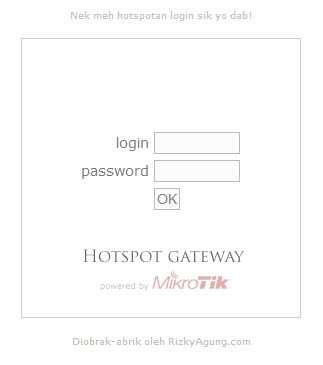 Nek meh hotspotan login sik yo dab!
login
password
OK
HOTSPOT GATEWAY
powered by MikroTik
Diobrak-abrik oleh RizkyAgung.com